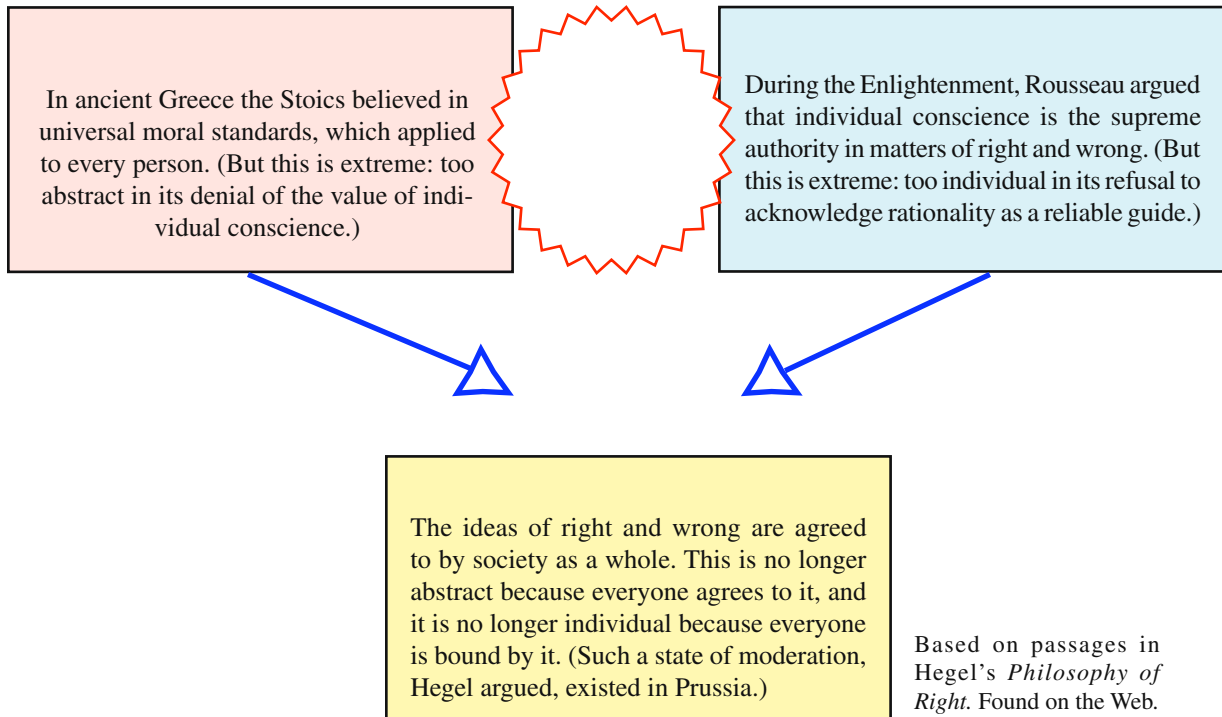 In ancient Greece the Stoics believed in
universal moral standards, which applied
to every person. (But this is extreme: too
abstract in its denial of the value of indi-
vidual conscience.)
During the Enlightenment, Rousseau argued
that individual conscience is the supreme
authority in matters of right and wrong. (But
this is extreme: too individual in its refusal to
acknowledge rationality as a reliable guide.)
The ideas of right and wrong are agreed
to by society as a whole. This is no longer
abstract because everyone agrees to it, and
it is no longer individual because everyone
is bound by it. (Such a state of moderation,
Hegel argued, existed in Prussia.)
Based on passages in
Hegel’s Philosophy of
Right. Found on the Web.